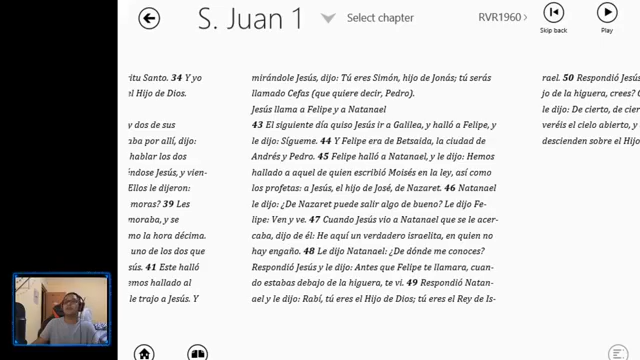 S. Juan 1
Select chapter
RVR1960
Skip back
Play
ritu Santo. 34 Y yo
el Hijo de Dios.
y dos de sus
aba por allí, dijo:
hablar los dos
éndose Jesús, y vien-
Ellos le dijeron:
moras? 39 Les
moraba, y se
omo la hora décima.
uno de los dos que
sús. 41 Este halló
emos hallado al
le trajo a Jesús. Y
mirándole Jesús, dijo: Tú eres Simón, hijo de Jonás; tú serás
llamado Cefas (que quiere decir, Pedro).
Jesús llama a Felipe y a Natanael
43 El siguiente día quiso Jesús ir a Galilea, y halló a Felipe, y
le dijo: Sígueme. 44 Y Felipe era de Betsaida, la ciudad de
Andrés y Pedro. 45 Felipe halló a Natanael, y le dijo: Hemos
hallado a aquel de quien escribió Moisés en la ley, así como
los profetas: a Jesús, el hijo de José, de Nazaret. 46 Natanael
le dijo: ¿De Nazaret puede salir algo de bueno? Le dijo Fe-
lipe: Ven y ve. 47 Cuando Jesús vio a Natanael que se le acer-
caba, dijo de él: He aquí un verdadero israelita, en quien no
hay engaño. 48 Le dijo Natanael: ¿De dónde me conoces?
Respondió Jesús y le dijo: Antes que Felipe te llamara, cuan-
do estabas debajo de la higuera, te vi. 49 Respondió Natan-
ael y le dijo: Rabí, tú eres el Hijo de Dios; tú eres el Rey de Is-
rael. 50 Respondió Jesús
jo de la higuera, crees? C
le dijo: De cierto, de cier
veréis el cielo abierto, y
descienden sobre el Hijo